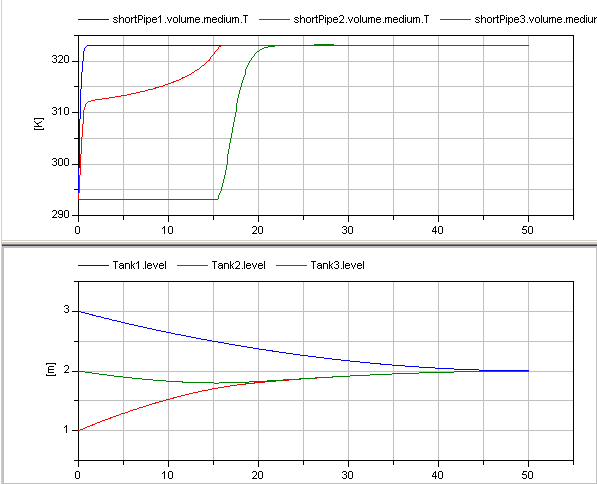 shortPipe1.volume.medium.T shortPipe2.volume.medium.T shortPipe3.volume.mediur
320
310
[K]
300
290
0 10 20 30 40 50
Tank1.level Tank2.level Tank3.level
3
2
[m]
1
0 10 20 30 40 50